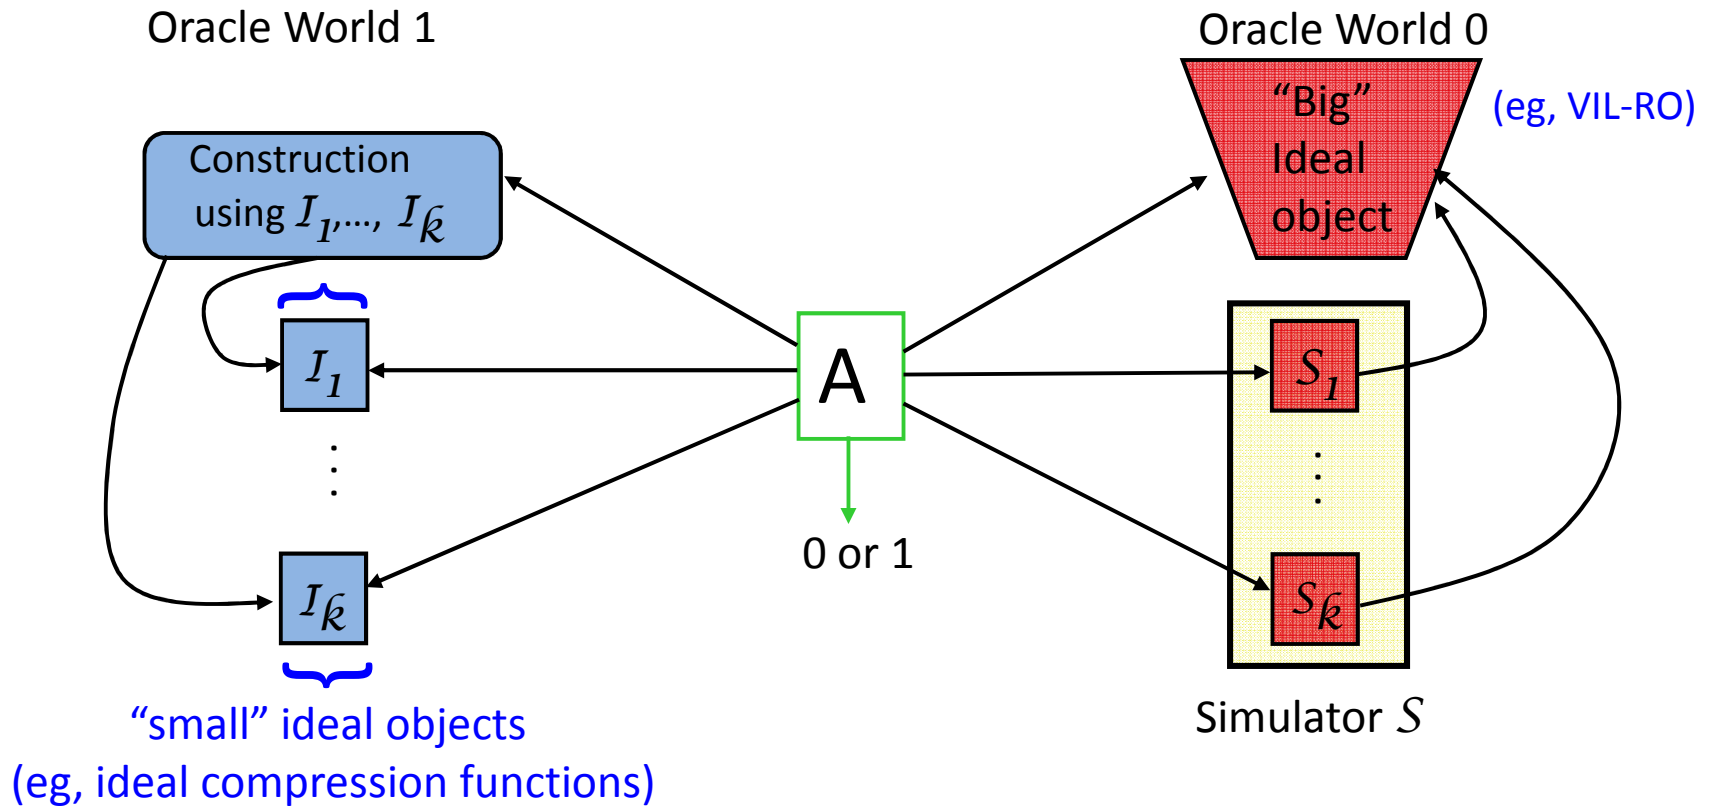 Oracle World 1
Oracle World 0
"Big"
Ideal
object
(eg, VIL-RO)
Construction
using I1,..., Ik
I1
⋮
Ik
"small" ideal objects
(eg, ideal compression functions)
A
0 or 1
S1
⋮
Sk
Simulator S